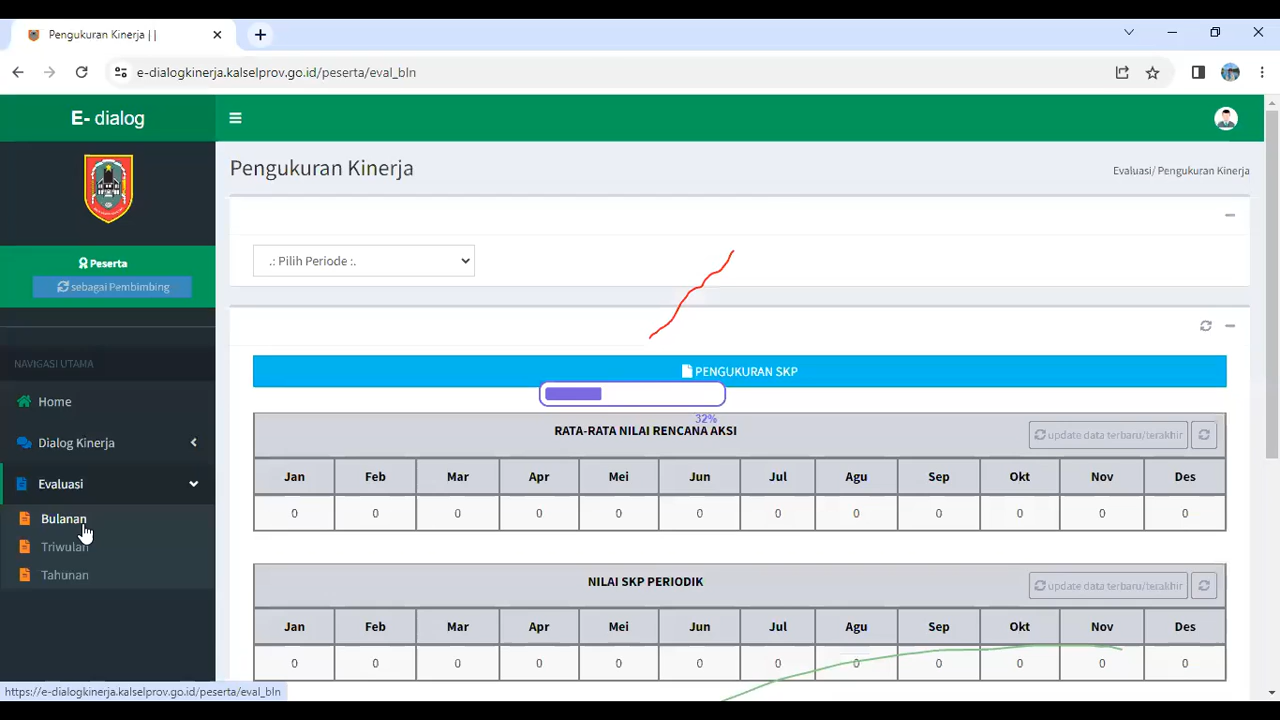 Pengukuran Kinerja | |
e-dialogkinerja.kalselprov.go.id/peserta/eval_bln
E- dialog
Pengukuran Kinerja
Evaluasi/ Pengukuran Kinerja
Peserta
sebagai Pembimbing
.: Pilih Periode :.
NAVIGASI UTAMA
Home
Dialog Kinerja
Evaluasi
Bulanan
Triwulan
Tahunan
PENGUKURAN SKP
32%
RATA-RATA NILAI RENCANA AKSI
update data terbaru/terakhir
Jan Feb Mar Apr Mei Jun Jul Agu Sep Okt Nov Des
0 0 0 0 0 0 0 0 0 0 0 0
NILAI SKP PERIODIK
update data terbaru/terakhir
Jan Feb Mar Apr Mei Jun Jul Agu Sep Okt Nov Des
0 0 0 0 0 0 0 0 0 0 0 0
https://e-dialogkinerja.kalselprov.go.id/peserta/eval_bln